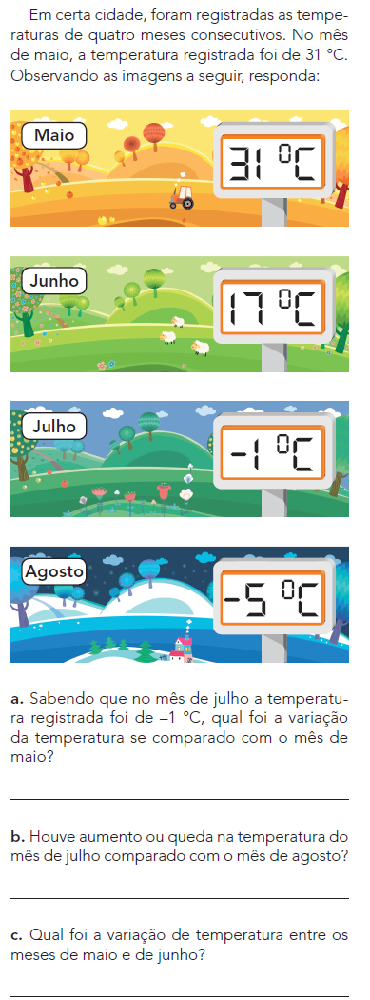 Em certa cidade, foram registradas as tempe-
raturas de quatro meses consecutivos. No mês
de maio, a temperatura registrada foi de 31 °C.
Observando as imagens a seguir, responda:
Maio
31 °C
Junho
17 °C
Julho
-1 °C
Agosto
-5 °C
a. Sabendo que no mês de julho a temperatu-
ra registrada foi de –1 °C, qual foi a variação
da temperatura se comparado com o mês de
maio?
b. Houve aumento ou queda na temperatura do
mês de julho comparado com o mês de agosto?
c. Qual foi a variação de temperatura entre os
meses de maio e de junho?